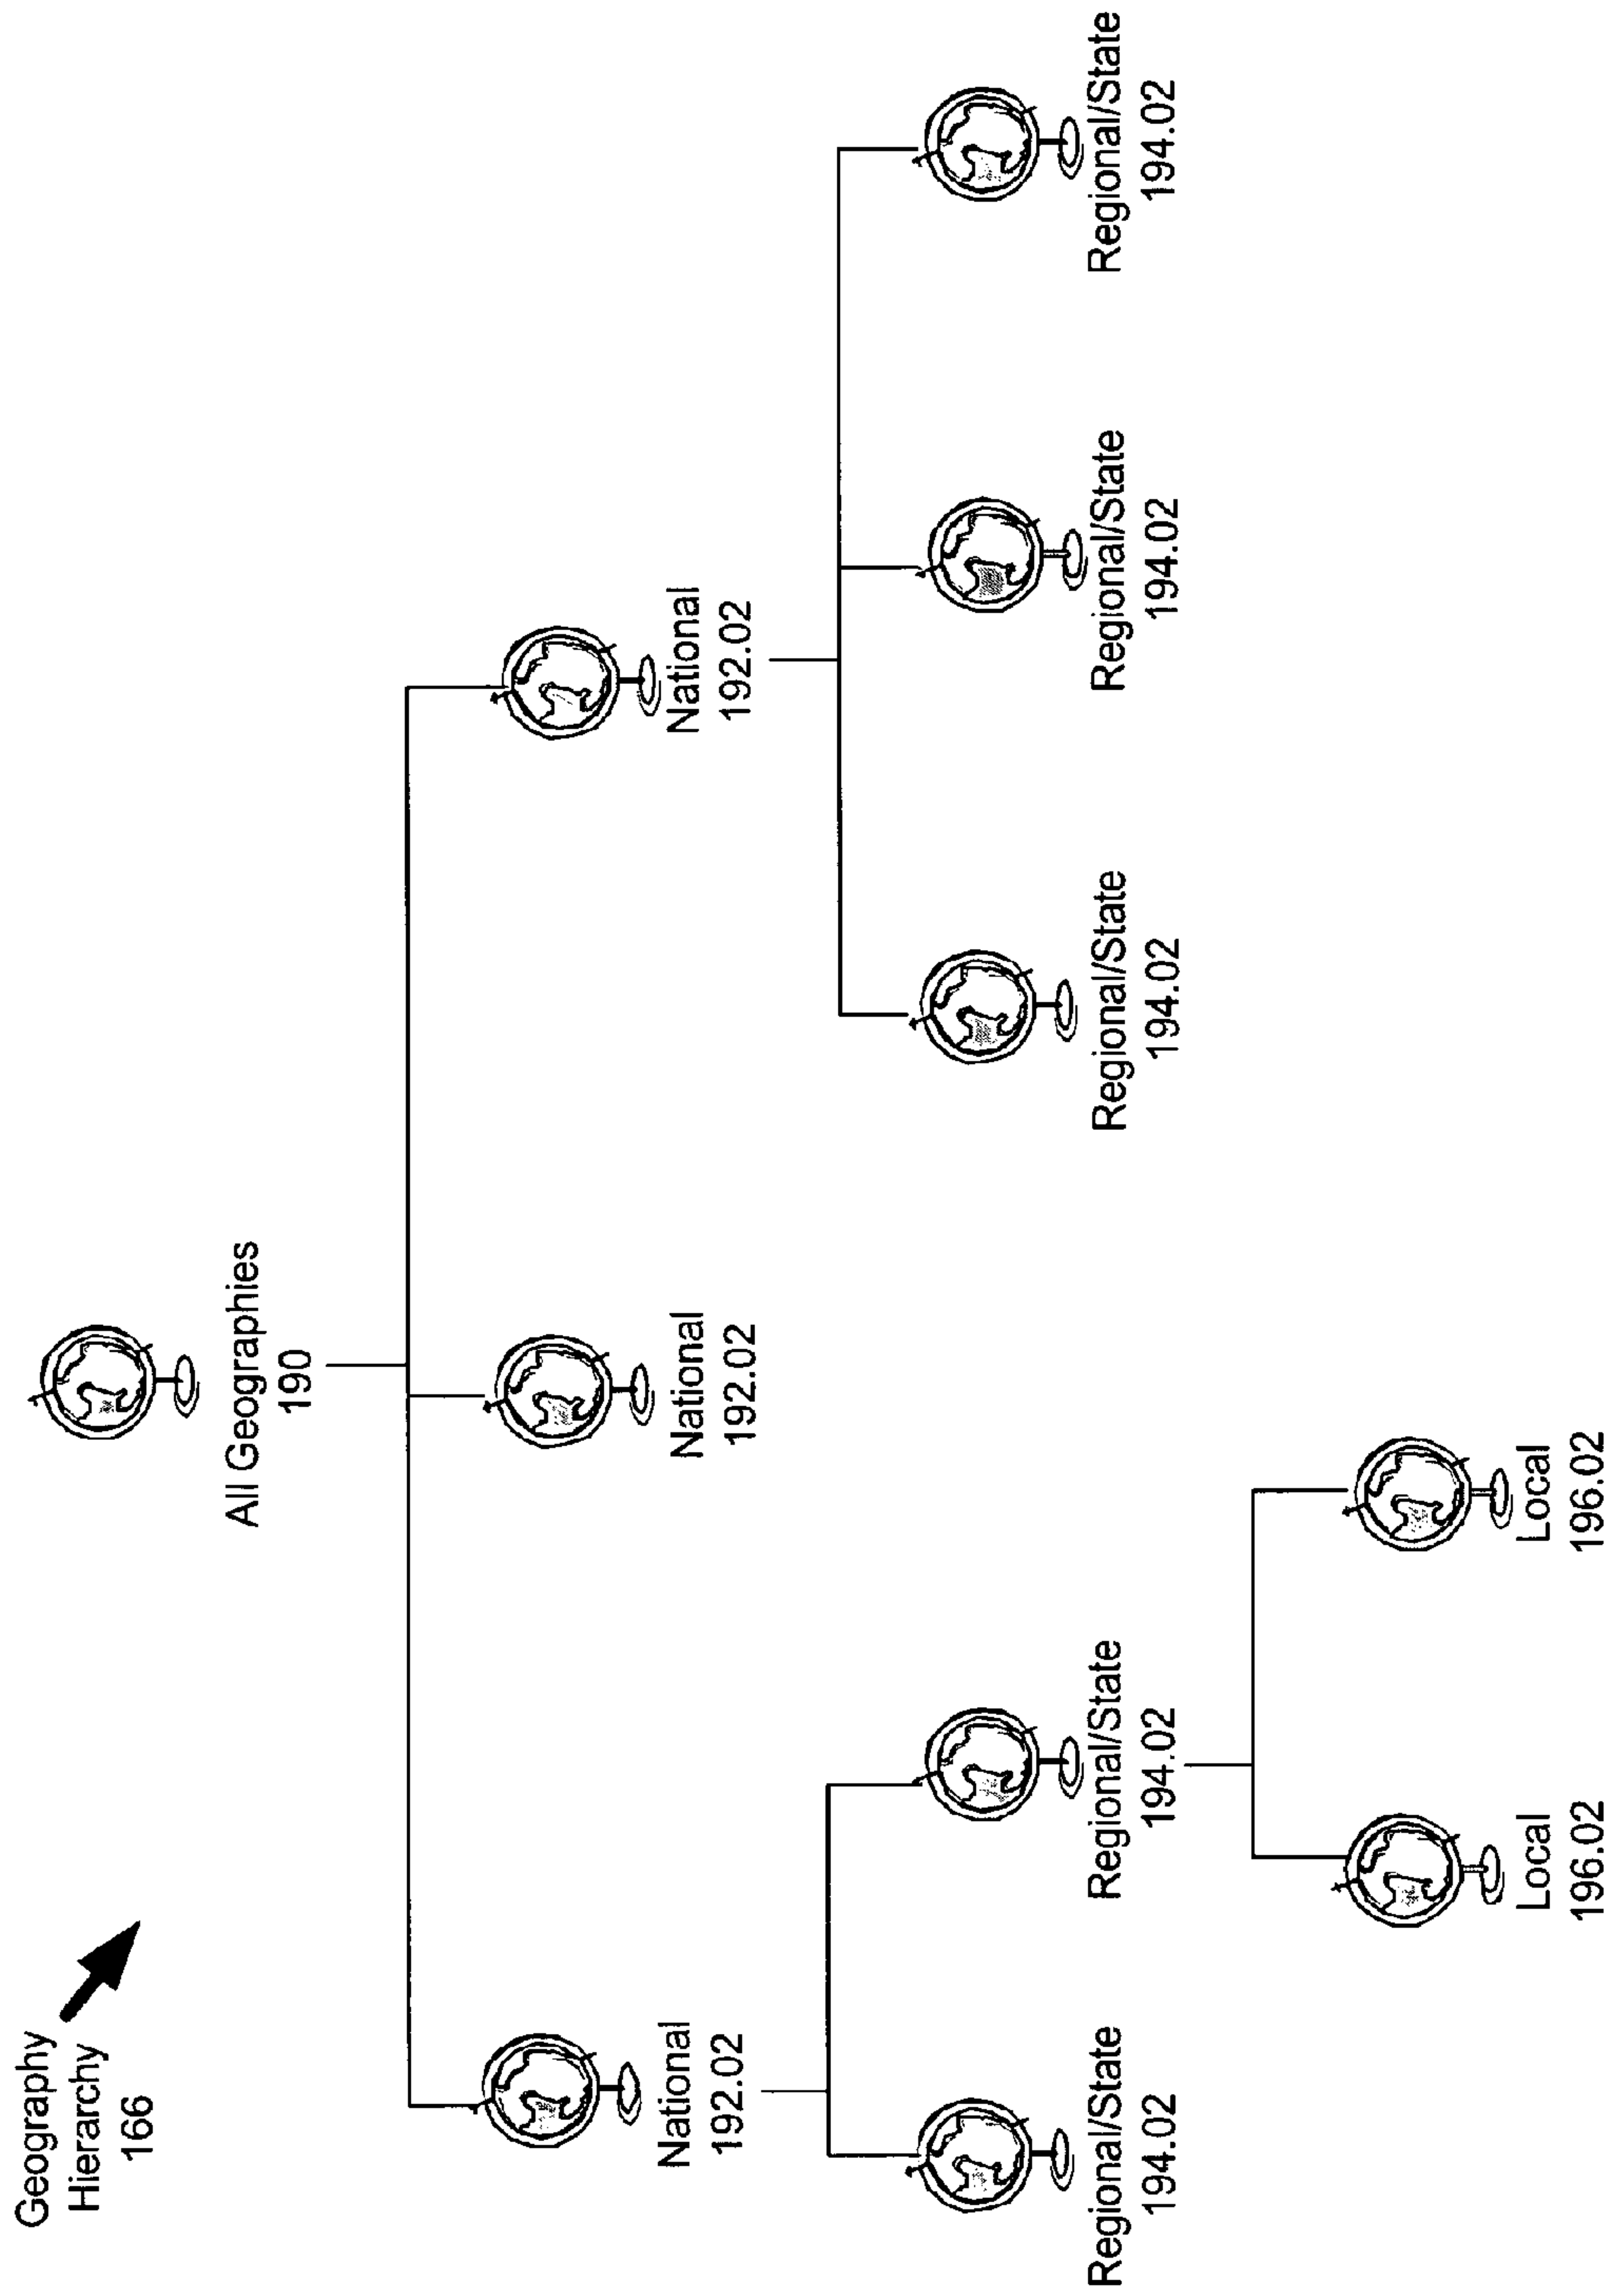 Geography
Hierarchy
166
All Geographies
190
National
192.02
National
192.02
National
192.02
Regional/State
194.02
Regional/State
194.02
Regional/State
194.02
Regional/State
194.02
Regional/State
194.02
Local
196.02
Local
196.02